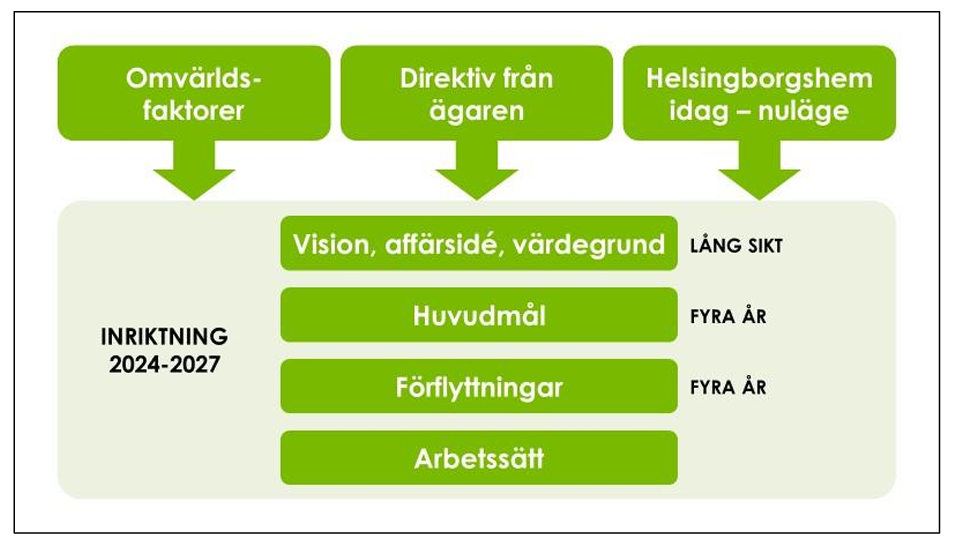 Omvärlds-
faktorer
Direktiv från
ägaren
Helsingborgshem
idag – nuläge
Vision, affärsidé, värdegrund
LÅNG SIKT
Huvudmål
FYRA ÅR
INRIKTNING
2024-2027
Förflyttningar
FYRA ÅR
Arbetssätt